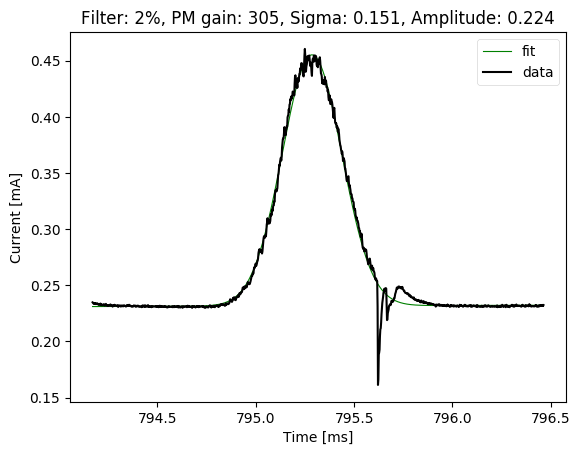 Filter: 2%, PM gain: 305, Sigma: 0.151, Amplitude: 0.224
fit
data
Current [mA]
0.45
0.40
0.35
0.30
0.25
0.20
0.15
794.5
795.0
795.5
796.0
796.5
Time [ms]